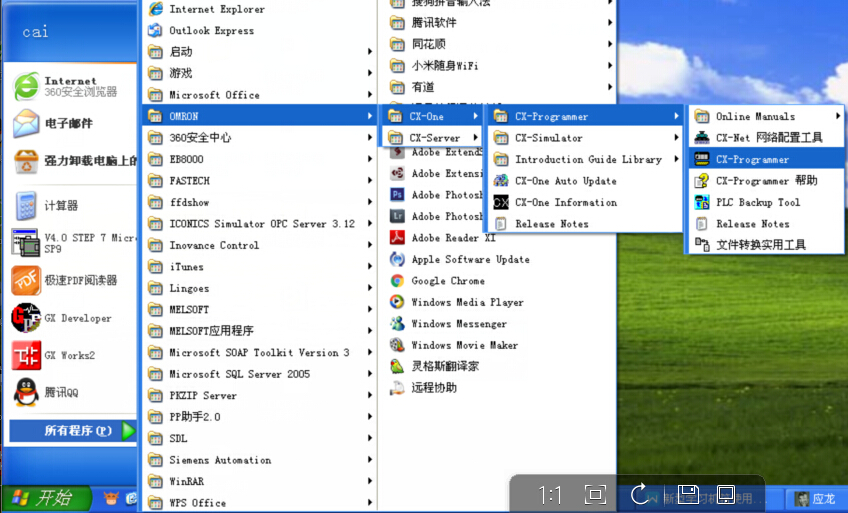 cai
Internet
360安全浏览器
电子邮件
强力卸载电脑上的
计算器
V4.0 STEP 7 Micro
SP9
极速PDF阅读器
GX Developer
GX Works2
腾讯QQ
所有程序(P)
开始
Internet Explorer
Outlook Express
启动
游戏
Microsoft Office
OMRON
360安全中心
EB8000
FASTECH
ffdshow
ICONICS Simulator OPC Server 3.12
Inovance Control
iTunes
Lingoes
MELSOFT
MELSOFT应用程序
Microsoft SOAP Toolkit Version 3
Microsoft SQL Server 2005
PKZIP Server
PP助手2.0
SDL
Siemens Automation
WinRAR
WPS Office
搜狗拼音输入法
腾讯软件
同花顺
小米随身WiFi
有道
CX-One
CX-Server
Adobe ExtendS
Adobe Extensi
Adobe Photosh
Adobe Photosh
Adobe Reader XI
Apple Software Update
Google Chrome
Windows Media Player
Windows Messenger
Windows Movie Maker
灵格斯翻译家
远程协助
CX-Programmer
CX-Simulator
Introduction Guide Library
CX-One Auto Update
CX-One Information
Release Notes
Online Manuals
CX-Net 网络配置工具
CX-Programmer
CX-Programmer 帮助
PLC Backup Tool
Release Notes
文件转换实用工具
1:1
应龙